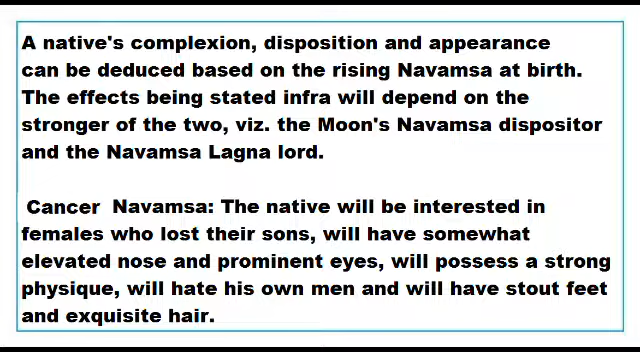 A native's complexion, disposition and appearance
can be deduced based on the rising Navamsa at birth.
The effects being stated infra will depend on the
stronger of the two, viz. the Moon's Navamsa dispositor
and the Navamsa Lagna lord.
Cancer Navamsa: The native will be interested in
females who lost their sons, will have somewhat
elevated nose and prominent eyes, will possess a strong
physique, will hate his own men and will have stout feet
and exquisite hair.